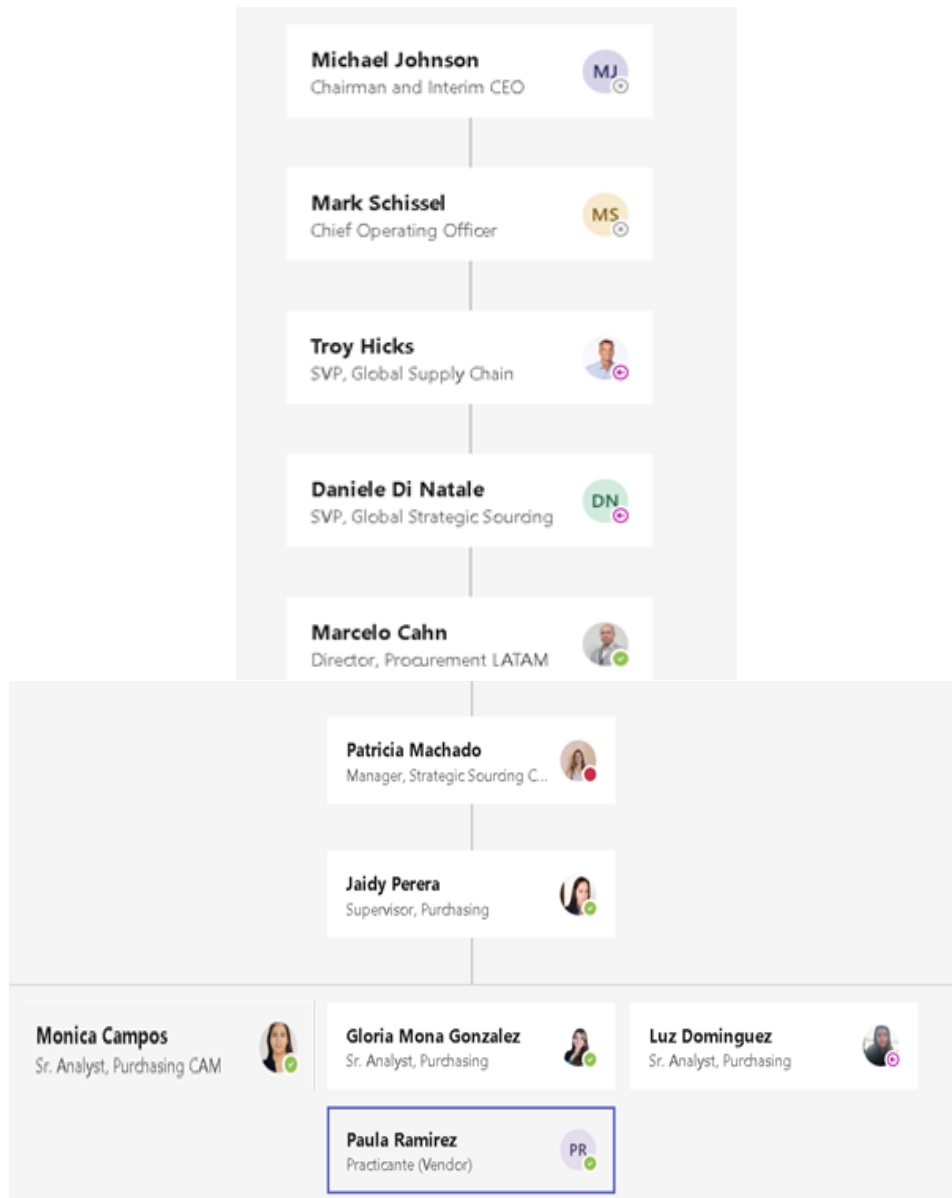 Michael Johnson
Chairman and Interim CEO
MJ
Mark Schissel
Chief Operating Officer
MS
Troy Hicks
SVP, Global Supply Chain
Daniele Di Natale
SVP, Global Strategic Sourcing
DN
Marcelo Cahn
Director, Procurement LATAM
Patricia Machado
Manager, Strategic Sourcing C...
Jaidy Perera
Supervisor, Purchasing
Monica Campos
Sr. Analyst, Purchasing CAM
Gloria Mona Gonzalez
Sr. Analyst, Purchasing
Luz Dominguez
Sr. Analyst, Purchasing
Paula Ramirez
Practicante (Vendor)
PR